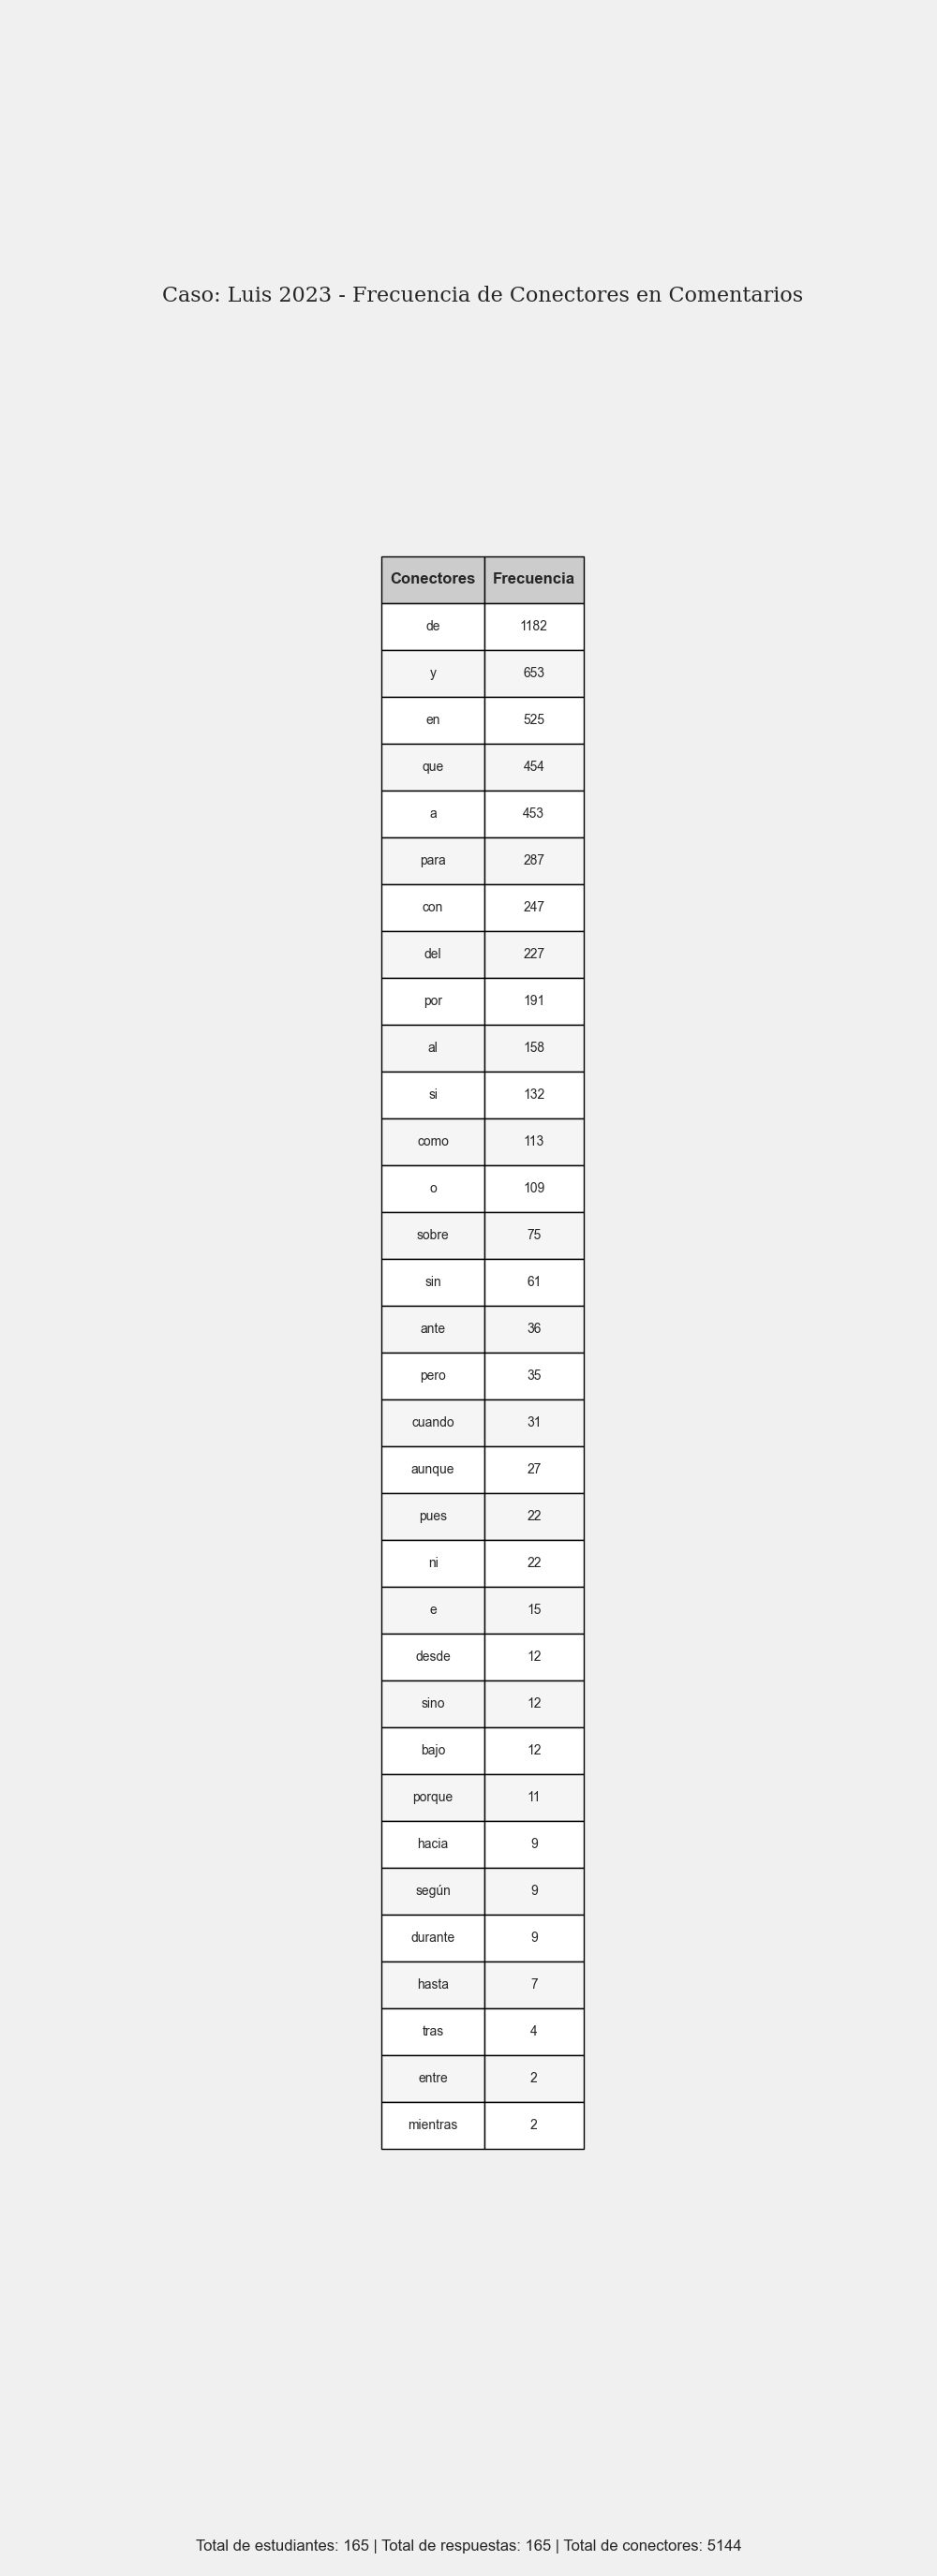 Caso: Luis 2023 - Frecuencia de Conectores en Comentarios
Conectores Frecuencia
de 1182
y 653
en 525
que 454
a 453
para 287
con 247
del 227
por 191
al 158
si 132
como 113
o 109
sobre 75
sin 61
ante 36
pero 35
cuando 31
aunque 27
pues 22
ni 22
e 15
desde 12
sino 12
bajo 12
porque 11
hacia 9
según 9
durante 9
hasta 7
tras 4
entre 2
mientras 2
Total de estudiantes: 165 | Total de respuestas: 165 | Total de conectores: 5144